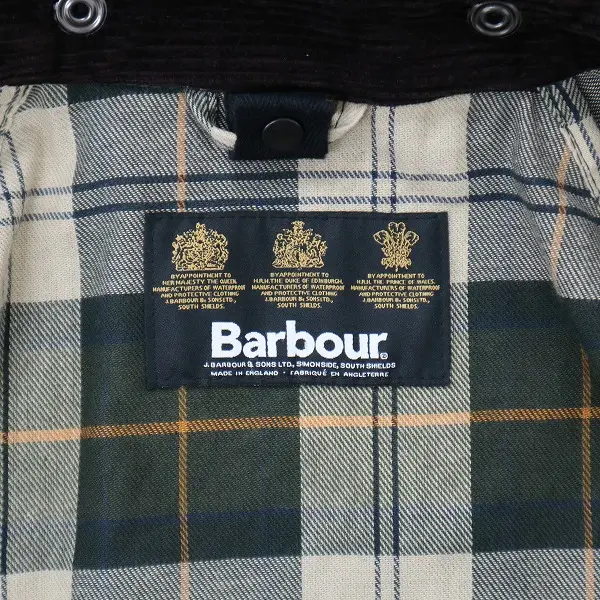 BY APPOINTMENT TO
HER MAJESTY THE QUEEN.
MANUFACTURERS OF WATERPROOF
AND PROTECTIVE CLOTHING
J.BARBOUR & SONS LTD,
SOUTH SHIELDS.
BY APPOINTMENT TO
H.R.H. THE DUKE OF EDINBURGH.
MANUFACTURERS OF WATERPROOF
AND PROTECTIVE CLOTHING
J.BARBOUR & SONS LTD,
SOUTH SHIELDS.
BY APPOINTMENT TO
H.R.H. THE PRINCE OF WALES.
MANUFACTURERS OF WATERPROOF
AND PROTECTIVE CLOTHING
J.BARBOUR & SONS LTD,
SOUTH SHIELDS.
Barbour®
J.BARBOUR & SONS LTD, SIMONSIDE, SOUTH SHIELDS
MADE IN ENGLAND • FABRIQUÉ EN ANGLETERRE